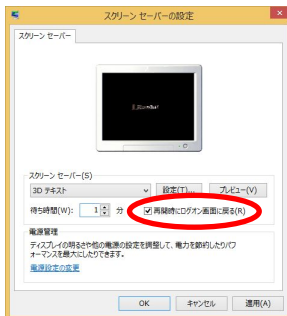 スクリーン セーバーの設定
スクリーン セーバー
スクリーン セーバー(S)
3D テキスト
設定(T)...
プレビュー(V)
待ち時間(W):
1
分
再開時にログオン画面に戻る(R)
電源管理
ディスプレイの明るさや他の電源の設定を調整して、電力を節約したりパフ
ォーマンスを最大にしたりできます。
電源設定の変更
OK
キャンセル
適用(A)